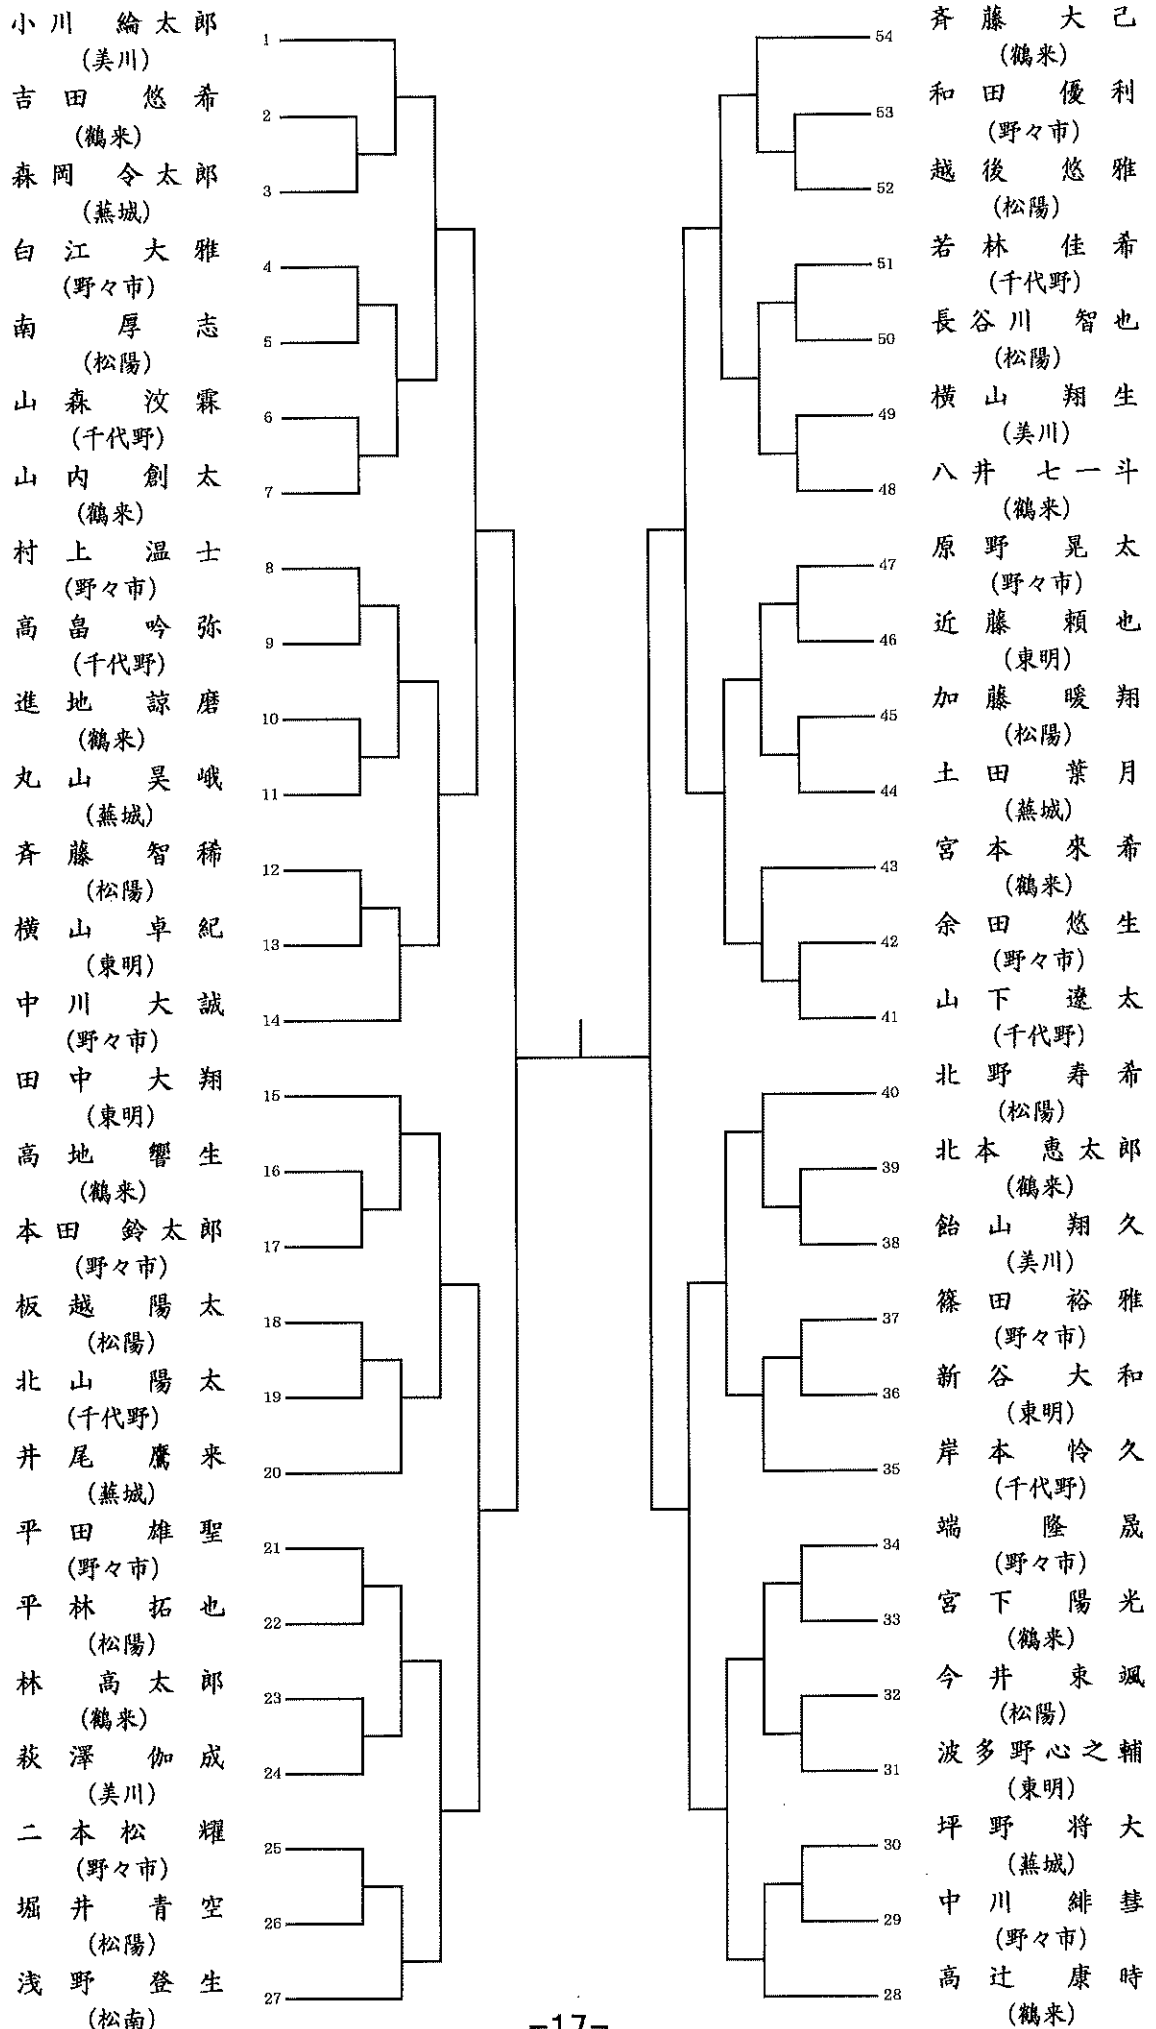 小川 綸太郎
(美川)
1
吉田 悠希
(鶴来)
2
森岡 令太郎
(蕪城)
3
白江 大雅
(野々市)
4
南 厚志
(松陽)
5
山森 汶霖
(千代野)
6
山内 創太
(鶴来)
7
村上 温士
(野々市)
8
高畠 吟弥
(千代野)
9
進地 諒磨
(鶴来)
10
丸山 昊峨
(蕪城)
11
斉藤 智稀
(松陽)
12
横山 卓紀
(東明)
13
中川 大誠
(野々市)
14
田中 大翔
(東明)
15
高地 響生
(鶴来)
16
本田 鈴太郎
(野々市)
17
板越 陽太
(松陽)
18
北山 陽太
(千代野)
19
井尾 鷹来
(蕪城)
20
平田 雄聖
(野々市)
21
平林 拓也
(松陽)
22
林 高太郎
(鶴来)
23
萩澤 伽成
(美川)
24
二本松 耀
(野々市)
25
堀井 青空
(松陽)
26
浅野 登生
(松南)
27
斉藤 大己
(鶴来)
54
和田 優利
(野々市)
53
越後 悠雅
(松陽)
52
若林 佳希
(千代野)
51
長谷川 智也
(松陽)
50
横山 翔生
(美川)
49
八井 七一斗
(鶴来)
48
原野 晃太
(野々市)
47
近藤 頼也
(東明)
46
加藤 暖翔
(松陽)
45
土田 葉月
(蕪城)
44
宮本 來希
(鶴来)
43
余田 悠生
(野々市)
42
山下 遼太
(千代野)
41
北野 寿希
(松陽)
40
北本 恵太郎
(鶴来)
39
飴山 翔久
(美川)
38
篠田 裕雅
(野々市)
37
新谷 大和
(東明)
36
岸本 怜久
(千代野)
35
端 隆晟
(野々市)
34
宮下 陽光
(鶴来)
33
今井 東颯
(松陽)
32
波多野心之輔
(東明)
31
坪野 将大
(蕪城)
30
中川 緋彗
(野々市)
29
高辻 康時
(鶴来)
28
-17-